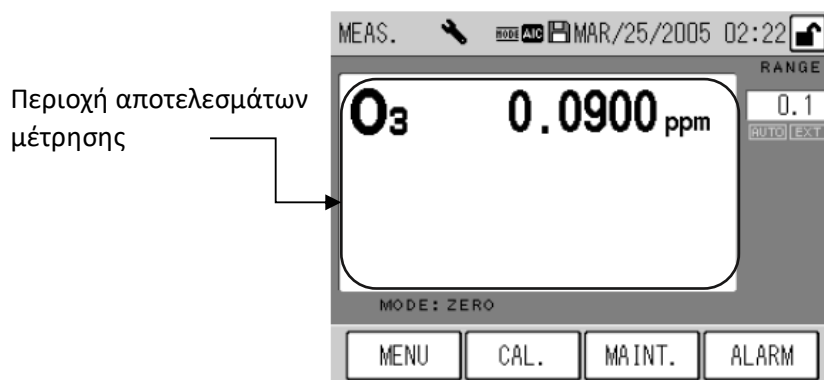 MEAS. MODE AIC MAR/25/2005 02:22
RANGE
Περιοχή αποτελεσμάτων
μέτρησης
O3 0.0900 ppm
0.1
AUTO EXT
MODE: ZERO
MENU CAL. MAINT. ALARM